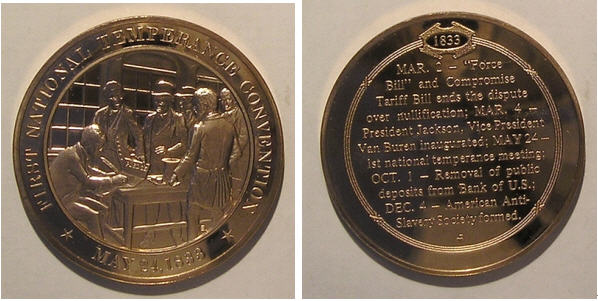 FIRST NATIONAL TEMPERANCE CONVENTION
MAY 24, 1833
1833
MAR. 2 – "Force
Bill" and Compromise
Tariff Bill ends the dispute
over nullification; MAR. 4 –
President Jackson, Vice President
Van Buren inaugurated; MAY 24–
1st national temperance meeting;
OCT. 1 – Removal of public
deposits from Bank of U.S.;
DEC. 4 – American Anti-
Slavery Society formed.